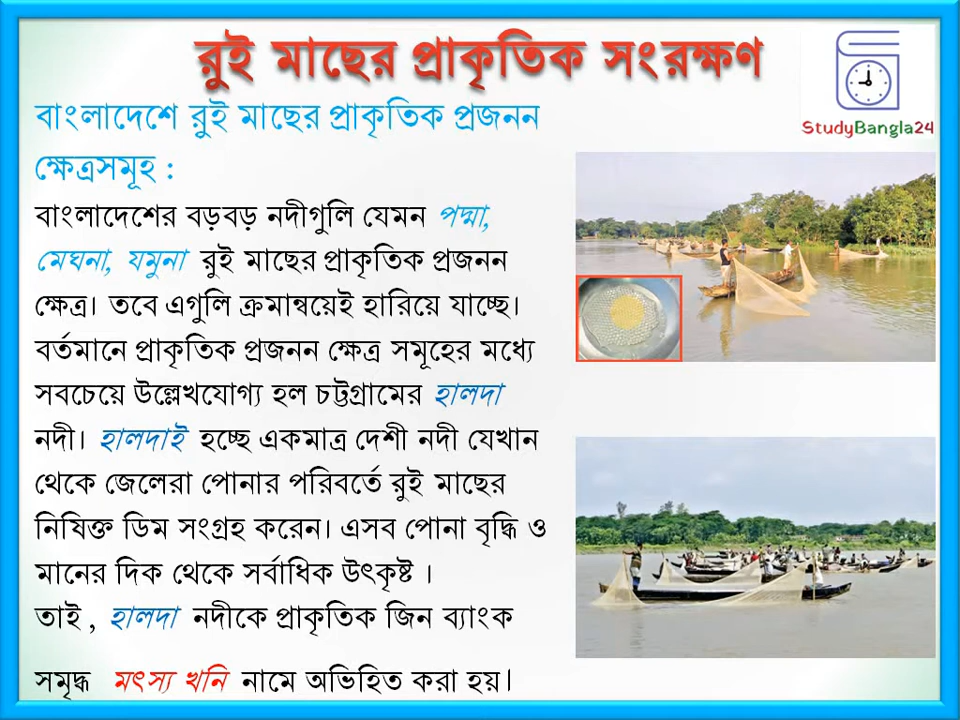 রুই মাছের প্রাকৃতিক সংরক্ষণ
StudyBangla24
বাংলাদেশে রুই মাছের প্রাকৃতিক প্রজনন
ক্ষেত্রসমূহ :
বাংলাদেশের বড়বড় নদীগুলি যেমন পদ্মা,
মেঘনা, যমুনা রুই মাছের প্রাকৃতিক প্রজনন
ক্ষেত্র। তবে এগুলি ক্রমান্বয়েই হারিয়ে যাচ্ছে।
বর্তমানে প্রাকৃতিক প্রজনন ক্ষেত্র সমূহের মধ্যে
সবচেয়ে উল্লেখযোগ্য হল চট্টগ্রামের হালদা
নদী। হালদাই হচ্ছে একমাত্র দেশী নদী যেখান
থেকে জেলেরা পোনার পরিবর্তে রুই মাছের
নিষিক্ত ডিম সংগ্রহ করেন। এসব পোনা বৃদ্ধি ও
মানের দিক থেকে সর্বাধিক উৎকৃষ্ট ।
তাই , হালদা নদীকে প্রাকৃতিক জিন ব্যাংক
সমৃদ্ধ মৎস্য খনি নামে অভিহিত করা হয়।